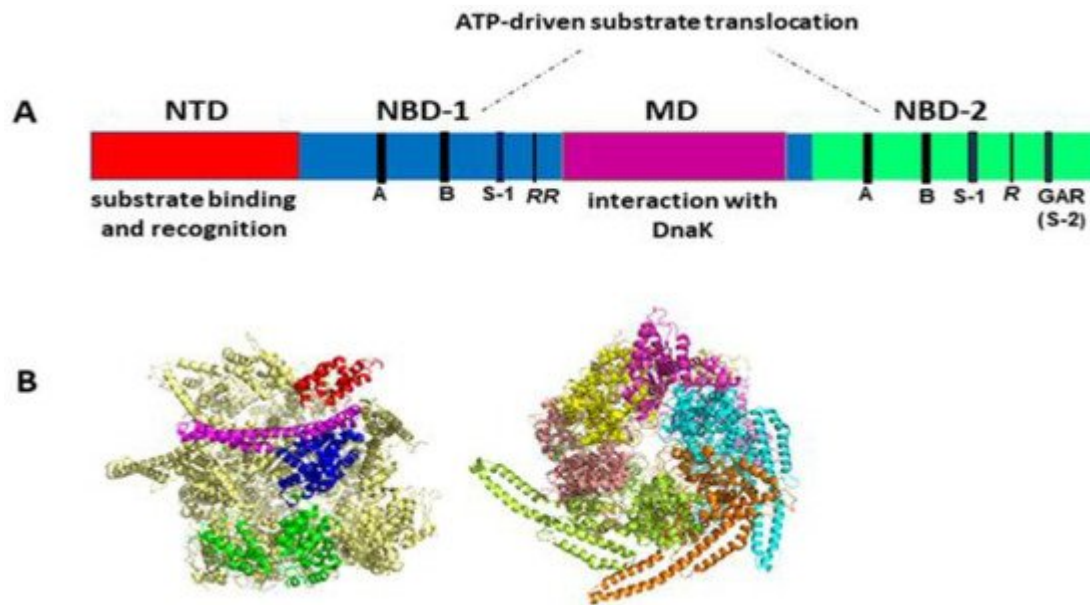 ATP-driven substrate translocation
A
NTD NBD-1 MD NBD-2
A B S-1 RR A B S-1 R GAR
(S-2)
substrate binding
and recognition
interaction with
DnaK
B